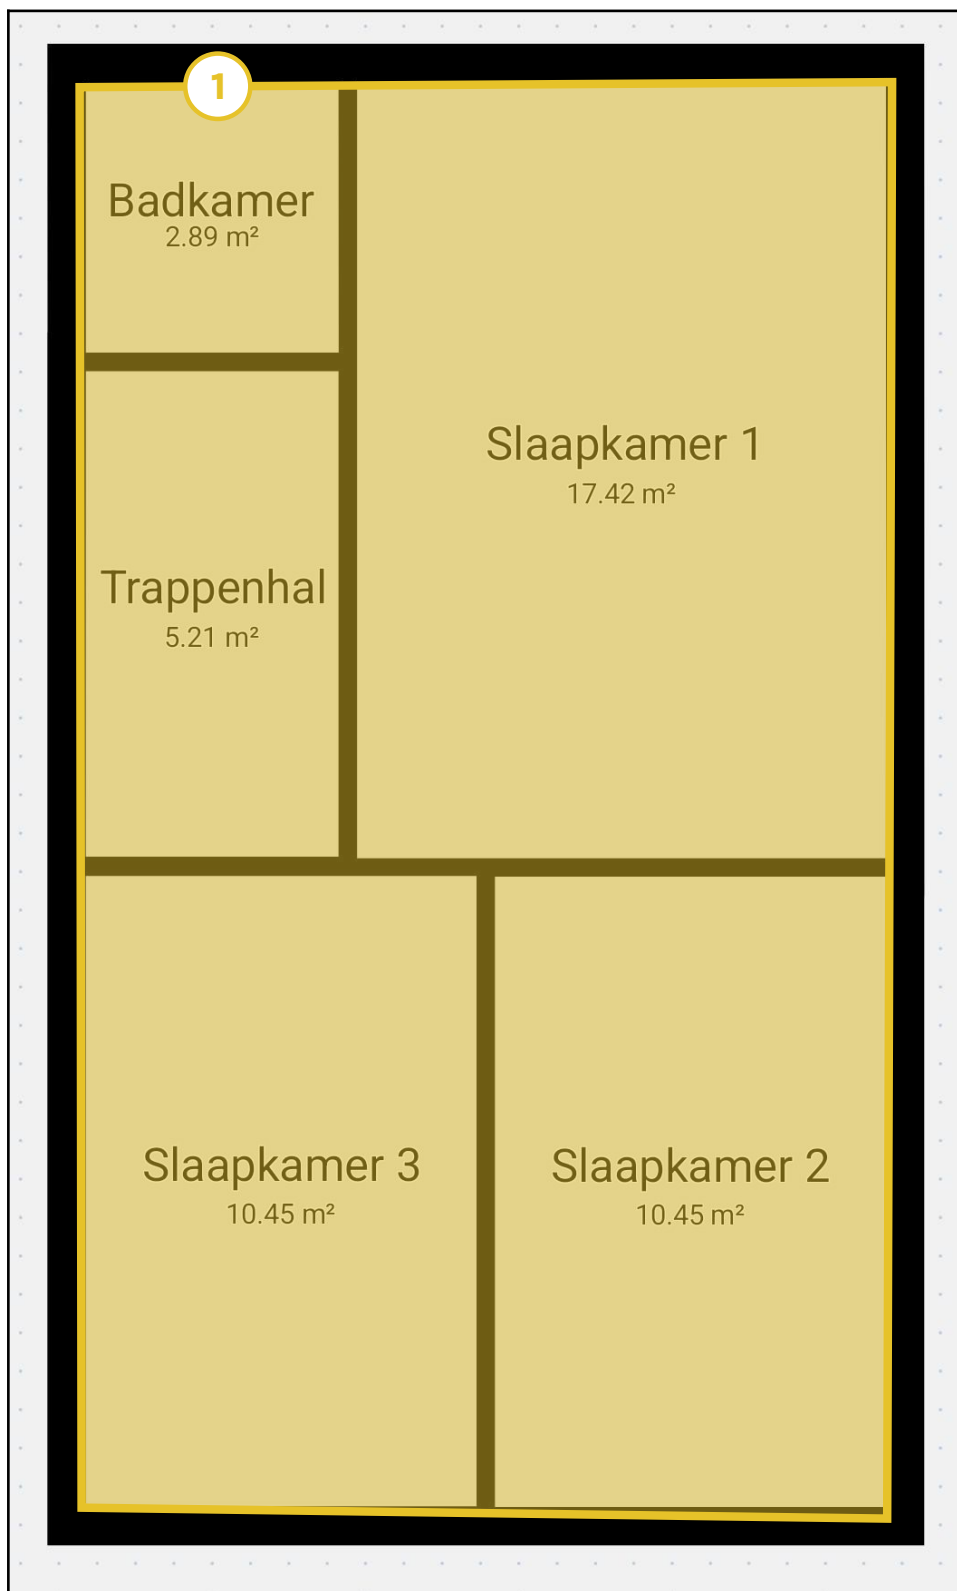 1
Badkamer
2.89 m²
Slaapkamer 1
17.42 m²
Trappenhal
5.21 m²
Slaapkamer 3
10.45 m²
Slaapkamer 2
10.45 m²